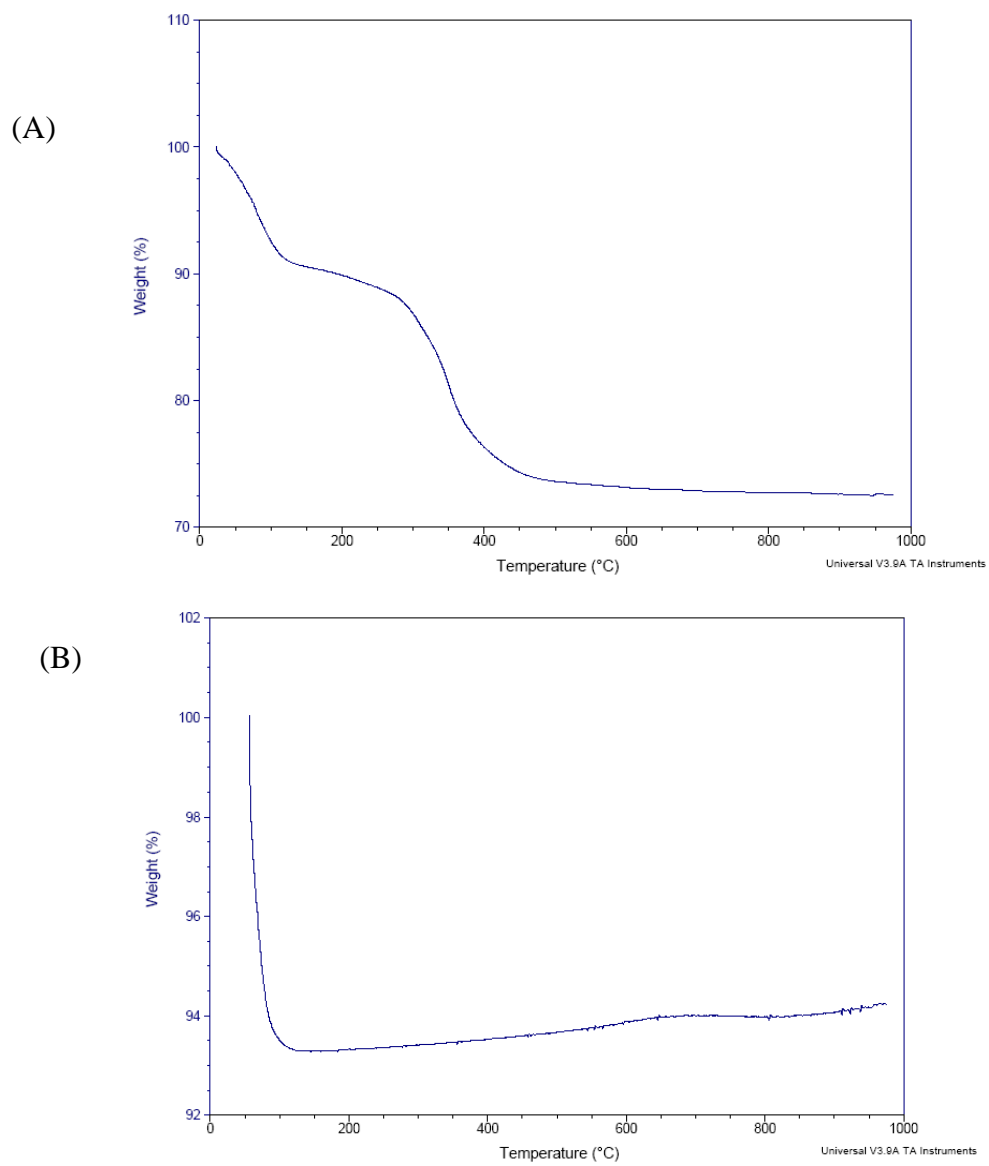 (A)
110
100
90
80
70
Weight (%)
0
200
400
600
800
1000
Temperature (°C)
Universal V3.9A TA Instruments
(B)
102
100
98
96
94
92
Weight (%)
0
200
400
600
800
1000
Temperature (°C)
Universal V3.9A TA Instruments